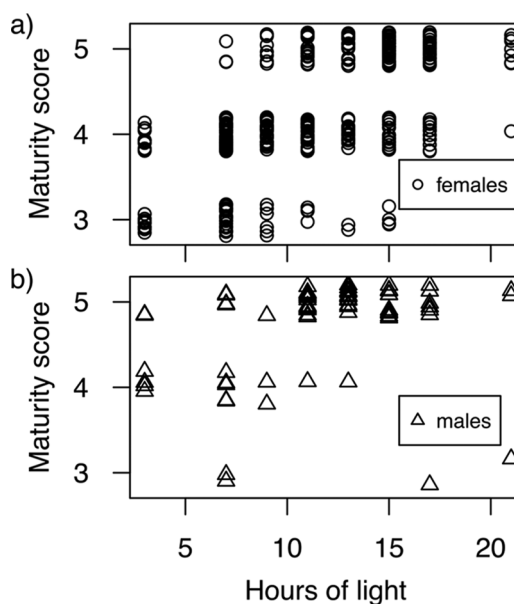 a)
Maturity score
5
4
3
females
b)
Maturity score
5
4
3
males
5 10 15 20
Hours of light